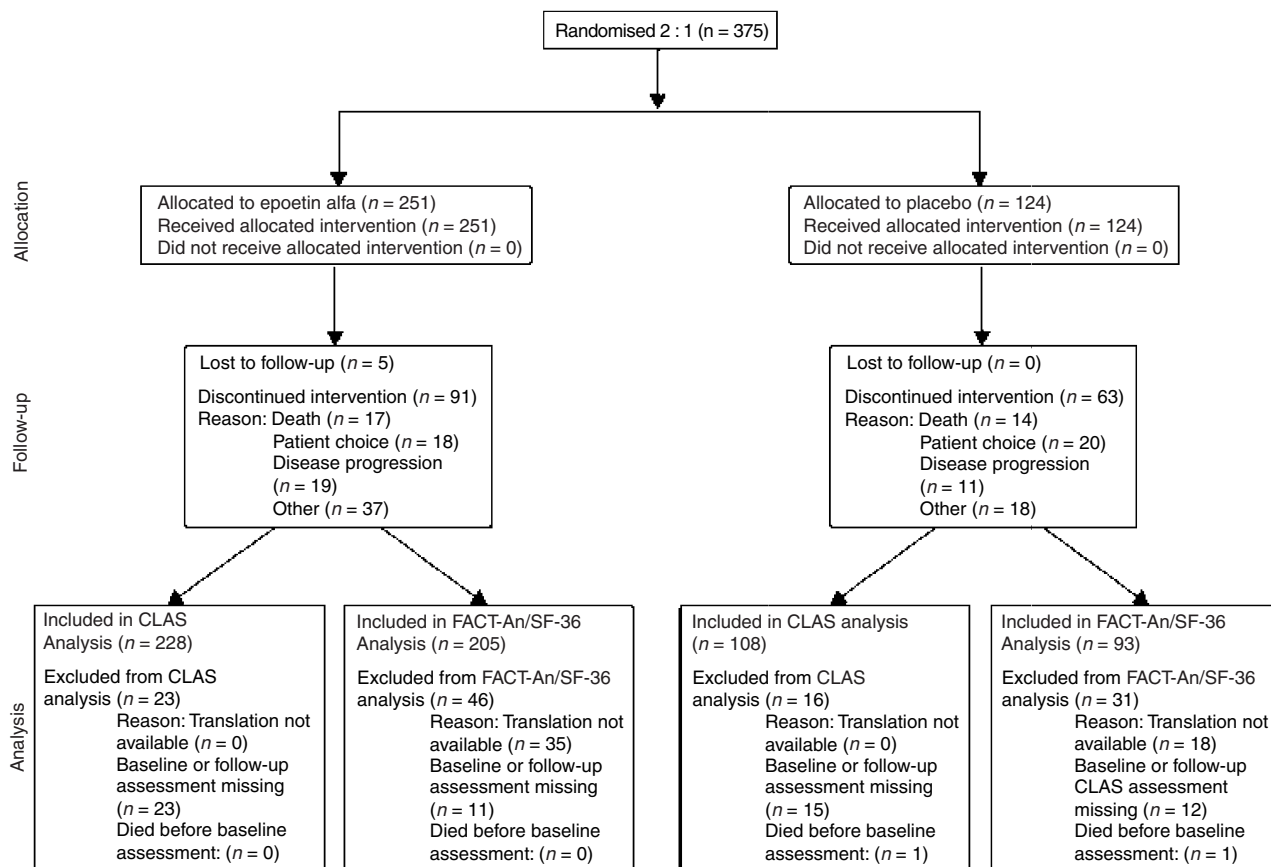 Randomised 2 : 1 (n = 375)
Allocation
Allocated to epoetin alfa (n = 251)
Received allocated intervention (n = 251)
Did not receive allocated intervention (n = 0)
Allocated to placebo (n = 124)
Received allocated intervention (n = 124)
Did not receive allocated intervention (n = 0)
Follow-up
Lost to follow-up (n = 5)
Discontinued intervention (n = 91)
Reason: Death (n = 17)
Patient choice (n = 18)
Disease progression
(n = 19)
Other (n = 37)
Lost to follow-up (n = 0)
Discontinued intervention (n = 63)
Reason: Death (n = 14)
Patient choice (n = 20)
Disease progression
(n = 11)
Other (n = 18)
Analysis
Included in CLAS
Analysis (n = 228)
Excluded from CLAS
analysis (n = 23)
Reason: Translation not
available (n = 0)
Baseline or follow-up
assessment missing
(n = 23)
Died before baseline
assessment: (n = 0)
Included in FACT-An/SF-36
Analysis (n = 205)
Excluded from FACT-An/SF-36
analysis (n = 46)
Reason: Translation not
available (n = 35)
Baseline or follow-up
assessment missing
(n = 11)
Died before baseline
assessment: (n = 0)
Included in CLAS analysis
(n = 108)
Excluded from CLAS
analysis (n = 16)
Reason: Translation not
available (n = 0)
Baseline or follow-up
assessment missing
(n = 15)
Died before baseline
assessment: (n = 1)
Included in FACT-An/SF-36
Analysis (n = 93)
Excluded from FACT-An/SF-36
analysis (n = 31)
Reason: Translation not
available (n = 18)
Baseline or follow-up
CLAS assessment
missing (n = 12)
Died before baseline
assessment: (n = 1)